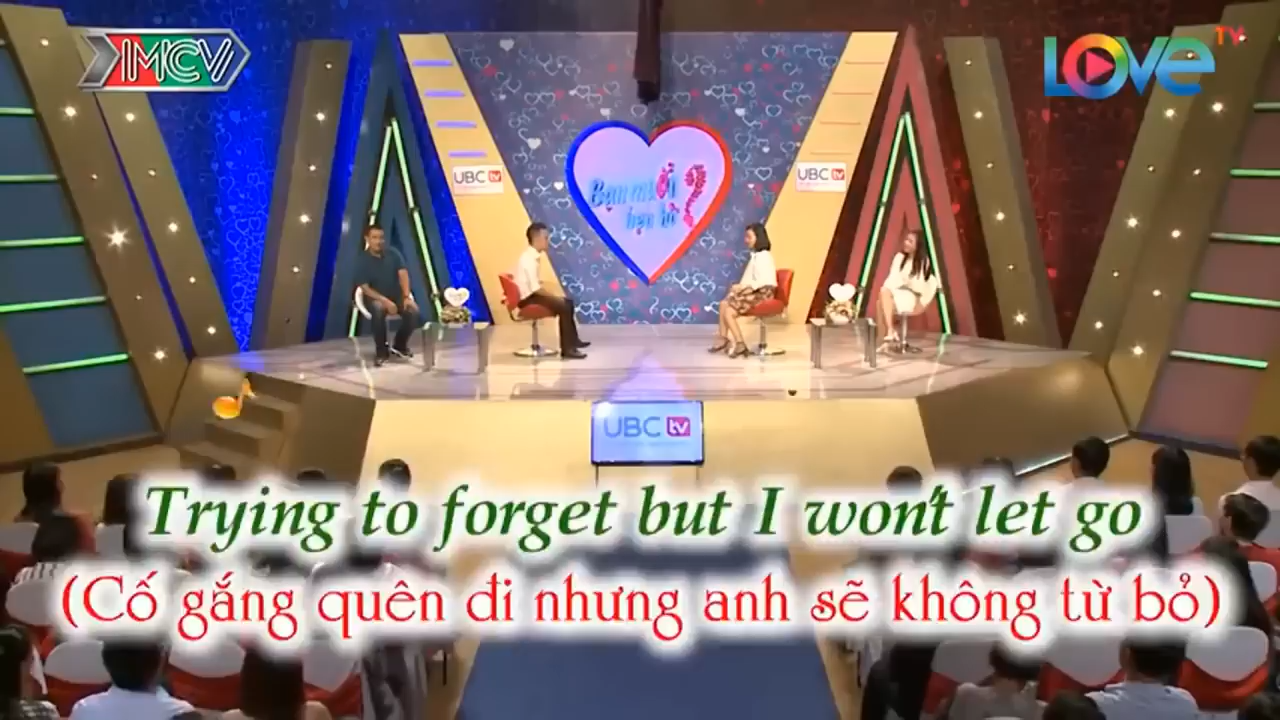 MCV
LOVE TV
UBC tv
UBC tv
Bạn muốn
hẹn hò ?
UBC tv
Trying to forget but I won't let go
(Cố gắng quên đi nhưng anh sẽ không từ bỏ)